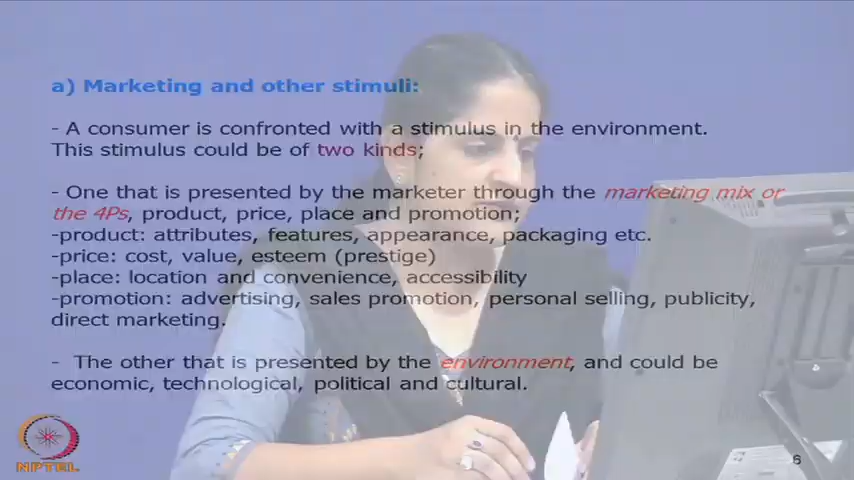 a) Marketing and other stimuli:
- A consumer is confronted with a stimulus in the environment.
This stimulus could be of two kinds;
- One that is presented by the marketer through the marketing mix or
the 4Ps, product, price, place and promotion;
-product: attributes, features, appearance, packaging etc.
-price: cost, value, esteem (prestige)
-place: location and convenience, accessibility
-promotion: advertising, sales promotion, personal selling, publicity,
direct marketing.
- The other that is presented by the environment, and could be
economic, technological, political and cultural.
NPTEL
6